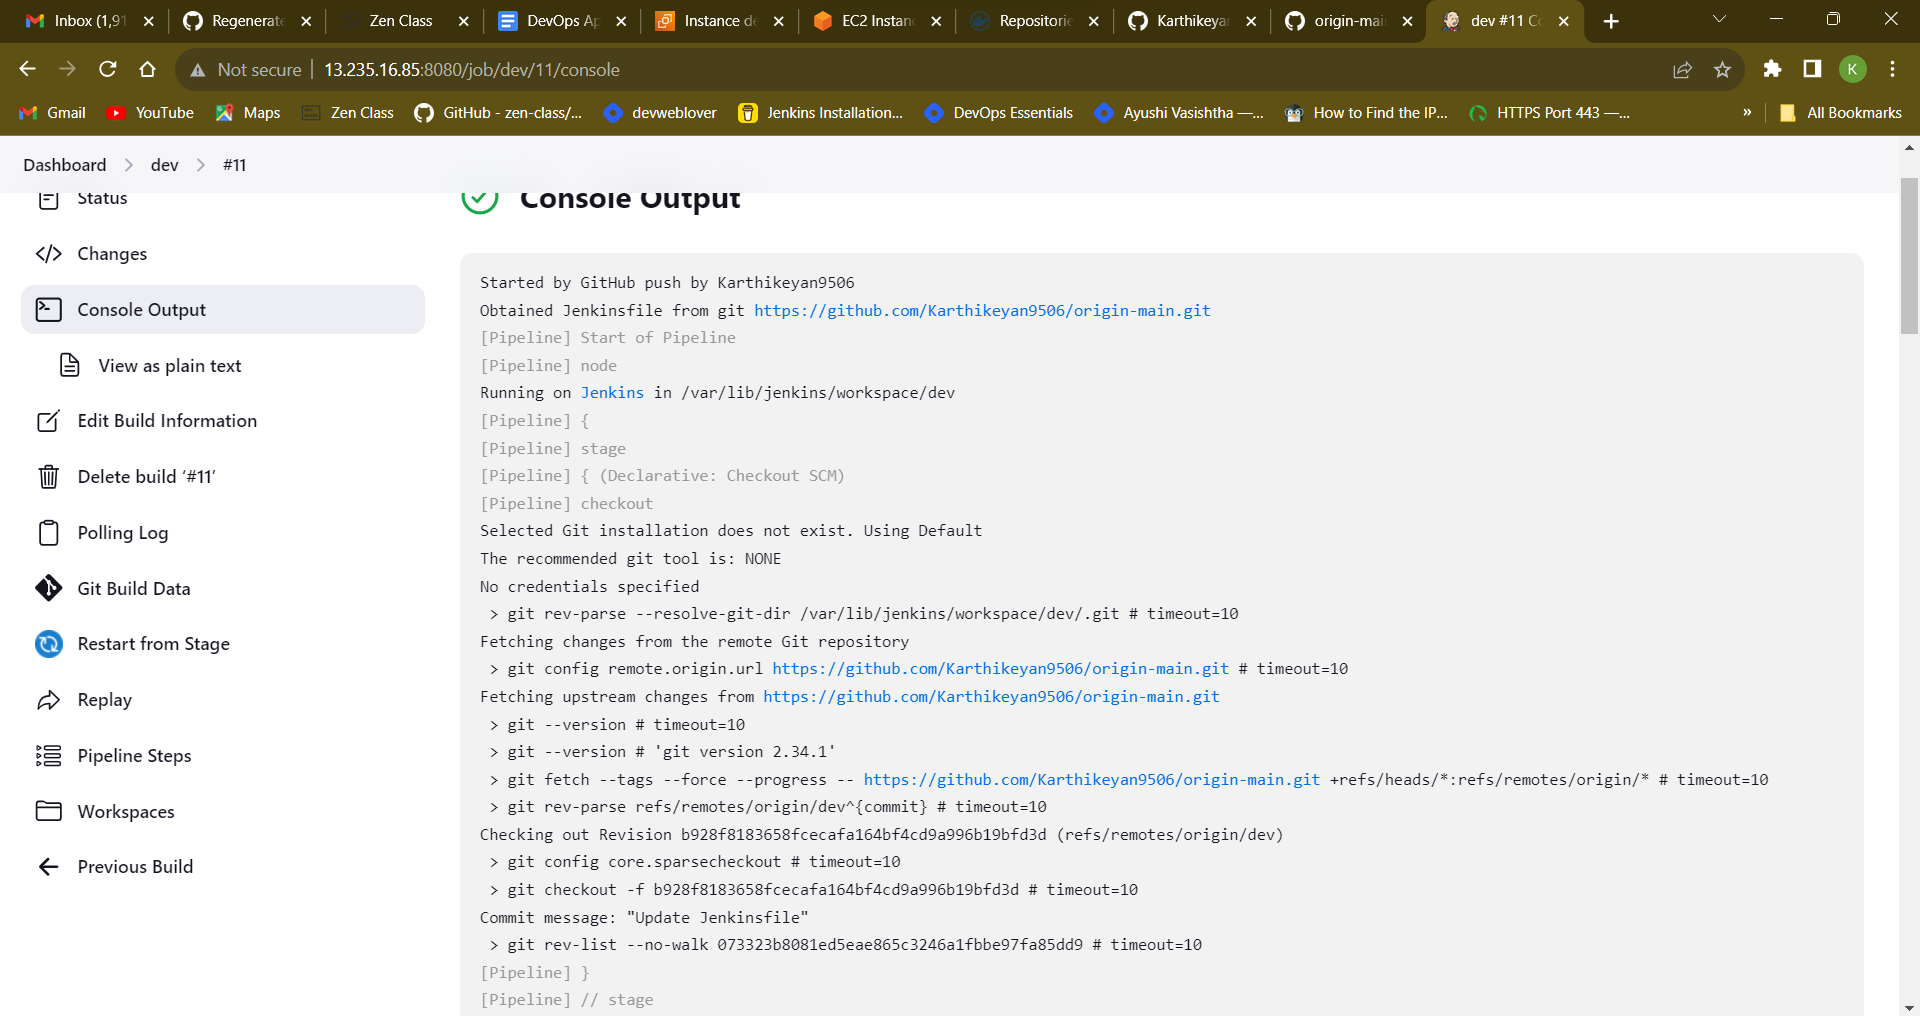 Inbox (1,91
Regenerate
Zen Class
DevOps Ap
Instance de
EC2 Instan
Repositorie
Karthikeya
origin-mai
dev #11 Co
Not secure
13.235.16.85:8080/job/dev/11/console
K
Gmail
YouTube
Maps
Zen Class
GitHub - zen-class/...
devweblover
Jenkins Installation...
DevOps Essentials
Ayushi Vasishtha —...
How to Find the IP...
HTTPS Port 443 —...
»
All Bookmarks
Dashboard
dev
#11
Status
Changes
Console Output
View as plain text
Edit Build Information
Delete build ‘#11’
Polling Log
Git Build Data
Restart from Stage
Replay
Pipeline Steps
Workspaces
Previous Build
Console Output
Started by GitHub push by Karthikeyan9506
Obtained Jenkinsfile from git https://github.com/Karthikeyan9506/origin-main.git
[Pipeline] Start of Pipeline
[Pipeline] node
Running on Jenkins in /var/lib/jenkins/workspace/dev
[Pipeline] {
[Pipeline] stage
[Pipeline] { (Declarative: Checkout SCM)
[Pipeline] checkout
Selected Git installation does not exist. Using Default
The recommended git tool is: NONE
No credentials specified
> git rev-parse --resolve-git-dir /var/lib/jenkins/workspace/dev/.git # timeout=10
Fetching changes from the remote Git repository
> git config remote.origin.url https://github.com/Karthikeyan9506/origin-main.git # timeout=10
Fetching upstream changes from https://github.com/Karthikeyan9506/origin-main.git
> git --version # timeout=10
> git --version # 'git version 2.34.1'
> git fetch --tags --force --progress -- https://github.com/Karthikeyan9506/origin-main.git +refs/heads/*:refs/remotes/origin/* # timeout=10
> git rev-parse refs/remotes/origin/dev^{commit} # timeout=10
Checking out Revision b928f8183658fcecafa164bf4cd9a996b19bfd3d (refs/remotes/origin/dev)
> git config core.sparsecheckout # timeout=10
> git checkout -f b928f8183658fcecafa164bf4cd9a996b19bfd3d # timeout=10
Commit message: "Update Jenkinsfile"
> git rev-list --no-walk 073323b8081ed5eae865c3246a1fbbe97fa85dd9 # timeout=10
[Pipeline] }
[Pipeline] // stage